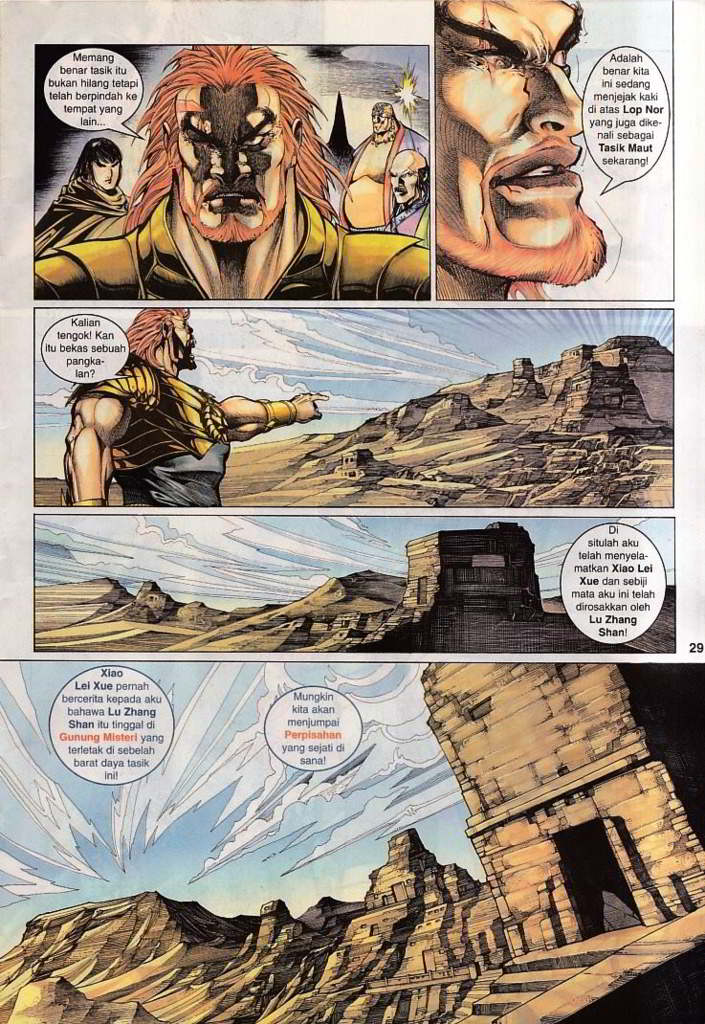 Memang
benar tasik itu
bukan hilang tetapi
telah berpindah ke
tempat yang
lain...
Adalah
benar kita
ini sedang
menjejak kaki
di atas Lop Nor
yang juga dike-
nali sebagai
Tasik Maut
sekarang!
Kalian
tengok! Kan
itu bekas sebuah
pangka-
lan?
Di
situlah aku
telah menyela-
matkan Xiao Lei
Xue dan sebiji
mata aku ini telah
dirosakkan oleh
Lu Zhang
Shan!
29
Xiao
Lei Xue pernah
bercerita kepada aku
bahawa Lu Zhang
Shan itu tinggal di
Gunung Misteri yang
terletak di sebelah
barat daya tasik
ini!
Mungkin
kita akan
menjumpai
Perpisahan
yang sejati di
sana!